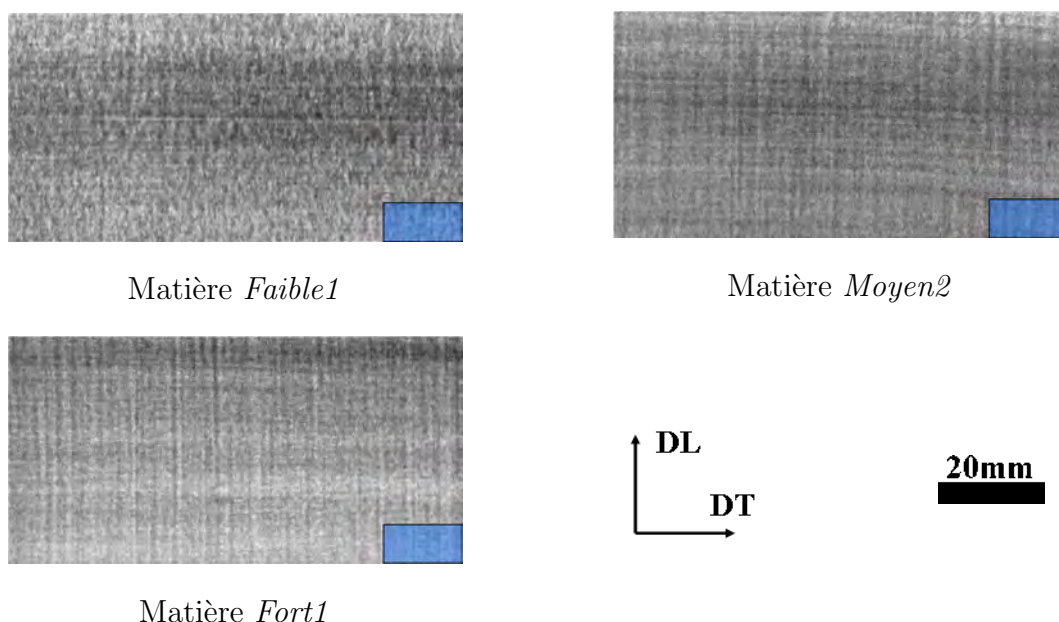 Matière Faible1
Matière Moyen2
DL
20mm
DT
Matière Fort1